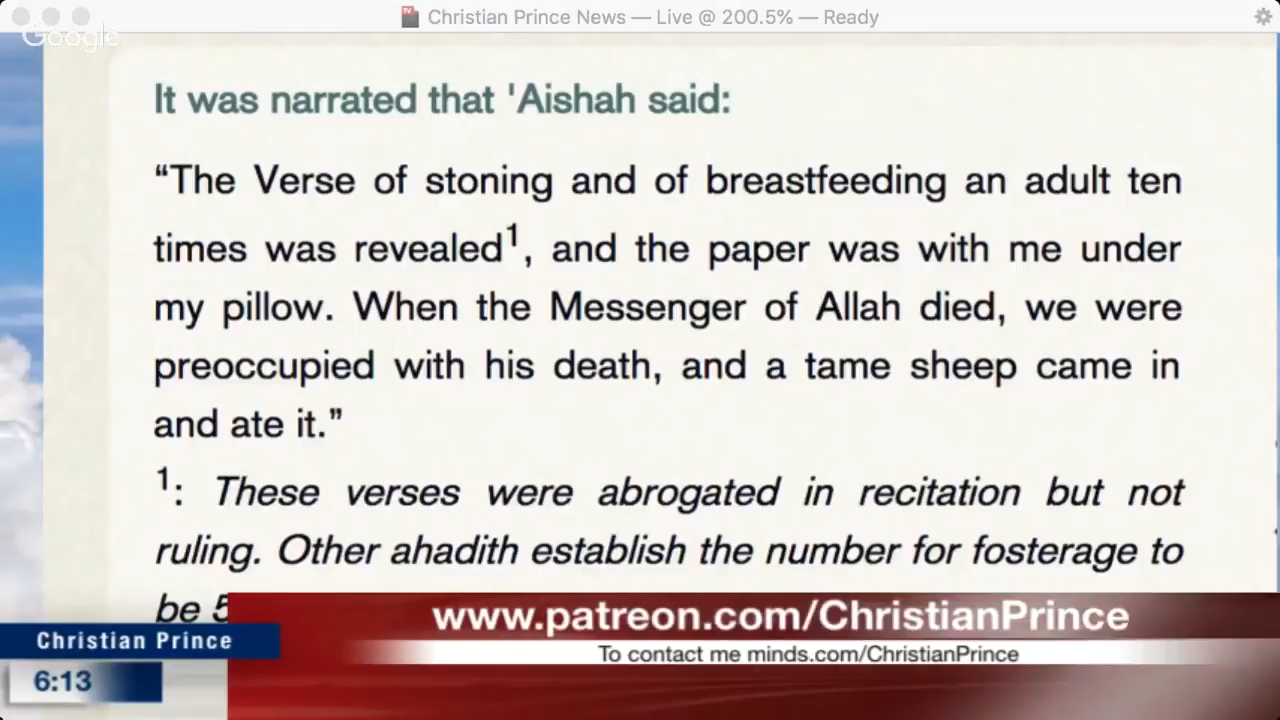 Christian Prince News — Live @ 200.5% — Ready
Google
It was narrated that 'Aishah said:
“The Verse of stoning and of breastfeeding an adult ten
times was revealed¹, and the paper was with me under
my pillow. When the Messenger of Allah died, we were
preoccupied with his death, and a tame sheep came in
and ate it.”
¹: These verses were abrogated in recitation but not
ruling. Other ahadith establish the number for fosterage to
be 5
www.patreon.com/ChristianPrince
Christian Prince
To contact me minds.com/ChristianPrince
6:13